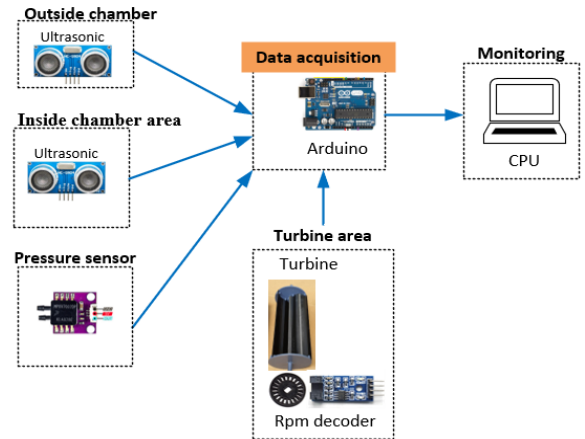 Outside chamber
Ultrasonic
Data acquisition
Monitoring
Inside chamber area
Ultrasonic
Arduino
CPU
Pressure sensor
Turbine area
Turbine
Rpm decoder